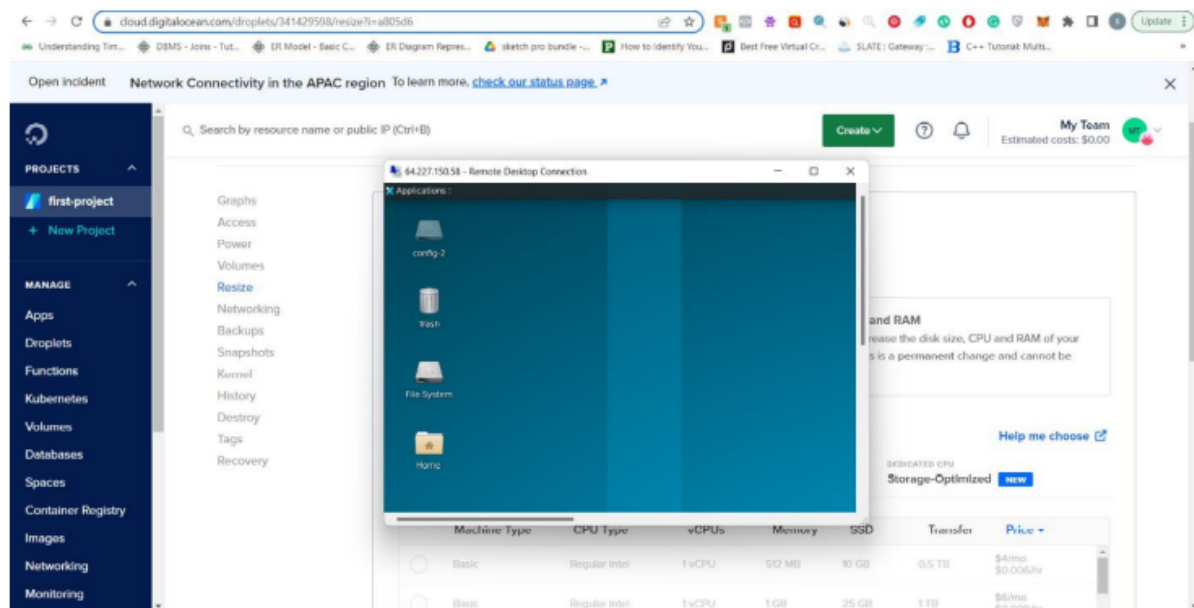 cloud.digitalocean.com/droplets/341429598/resize?i=a805d6
Update
Understanding Tim...
DBMS - Joins - Tut...
ER Model - Basic C...
ER Diagram Repres...
sketch pro bundle -...
How to Identify You...
Best Free Virtual Cr...
SLATE : Gateway :...
C++ Tutorial: Multi...
»
Open incident Network Connectivity in the APAC region To learn more, check our status page.
Search by resource name or public IP (Ctrl+B)
Create
My Team
Estimated costs: $0.00
MT
PROJECTS
first-project
+ New Project
MANAGE
Apps
Droplets
Functions
Kubernetes
Volumes
Databases
Spaces
Container Registry
Images
Networking
Monitoring
Graphs
Access
Power
Volumes
Resize
Networking
Backups
Snapshots
Kernel
History
Destroy
Tags
Recovery
64.227.150.58 - Remote Desktop Connection
Applications :
config-2
Trash
File System
Home
and RAM
rease the disk size, CPU and RAM of your
s is a permanent change and cannot be
Help me choose
DEDICATED CPU
Storage-Optimized NEW
Machine Type CPU Type vCPUs Memory SSD Transfer Price
Basic Regular Intel 1 vCPU 512 MB 10 GB 0.5 TB $4/mo
$0.006/hr
Basic Regular Intel 1 vCPU 1 GB 25 GB 1 TB $6/mo